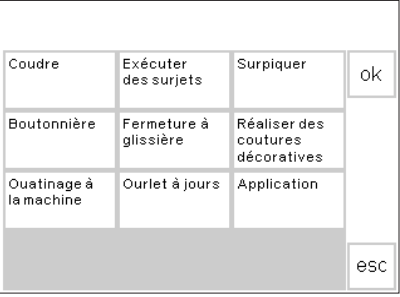 Coudre
Exécuter
des surjets
Surpiquer
ok
Boutonnière
Fermeture à
glissière
Réaliser des
coutures
décoratives
Ouatinage à
la machine
Ourlet à jours
Application
esc